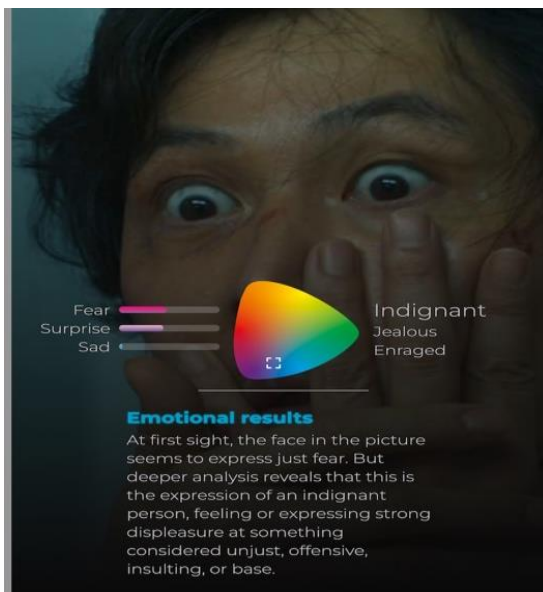 Fear
Surprise
Sad
Indignant
Jealous
Enraged
Emotional results
At first sight, the face in the picture
seems to express just fear. But
deeper analysis reveals that this is
the expression of an indignant
person, feeling or expressing strong
displeasure at something
considered unjust, offensive,
insulting, or base.